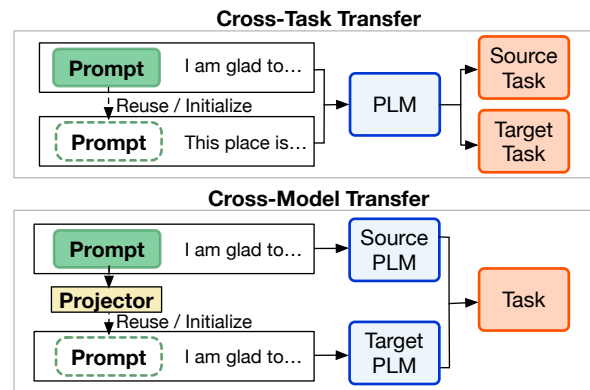 Cross-Task Transfer
Prompt I am glad to…
Reuse / Initialize
Prompt This place is…
PLM
Source
Task
Target
Task
Cross-Model Transfer
Prompt I am glad to…
Projector
Reuse / Initialize
Prompt I am glad to…
Source
PLM
Target
PLM
Task